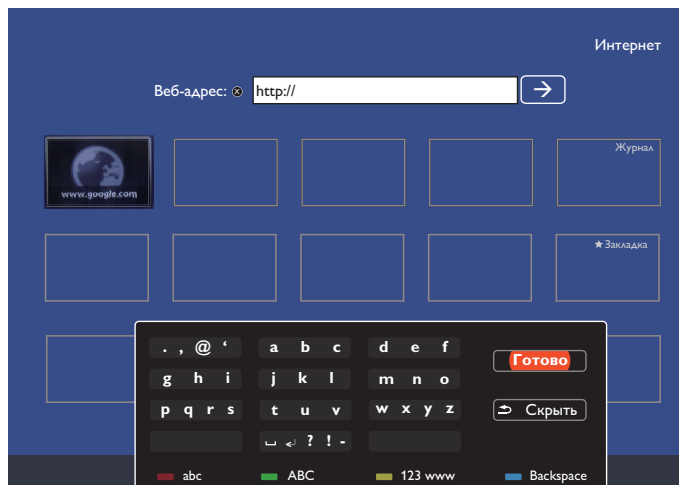 Интернет
Веб-адрес: http:// →
Журнал
www.google.com
★ Закладка
. , @ ‘ a b c d e f
Готово
g h i j k l m n o
p q r s t u v w x y z Скрыть
␣ ↵ ? ! -
abc ABC 123 www Backspace